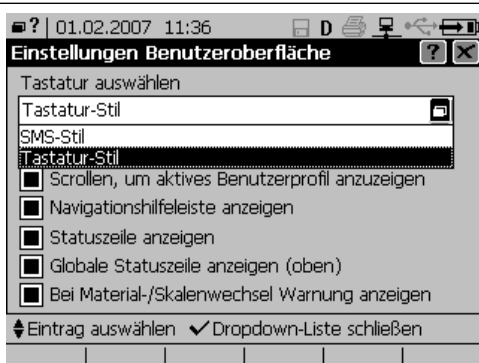 ? | 01.02.2007 11:36 D
Einstellungen Benutzeroberfläche ? X
Tastatur auswählen
Tastatur-Stil
SMS-Stil
Tastatur-Stil
Scrollen, um aktives Benutzerprofil anzuzeigen
Navigationshilfeleiste anzeigen
Statuszeile anzeigen
Globale Statuszeile anzeigen (oben)
Bei Material-/Skalenwechsel Warnung anzeigen
Eintrag auswählen ✓Dropdown-Liste schließen